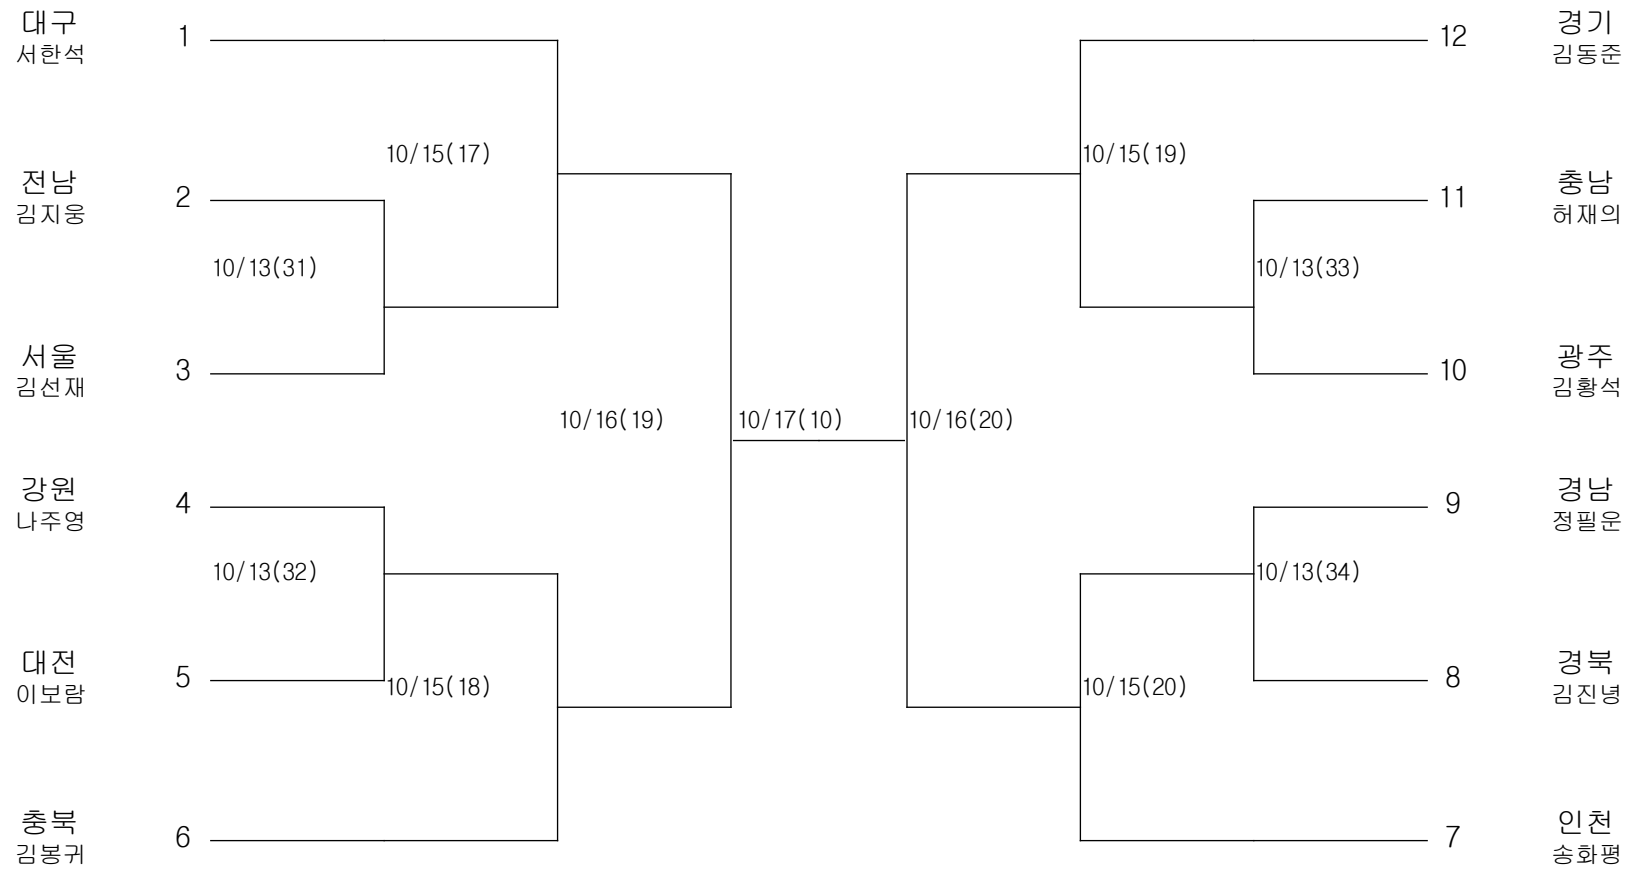 대구
서한석
1
12
경기
김동준
10/15(17)
10/15(19)
전남
김지웅
2
11
충남
허재의
10/13(31)
10/13(33)
서울
김선재
3
10
광주
김황석
10/16(19)
10/17(10)
10/16(20)
강원
나주영
4
9
경남
정필운
10/13(32)
10/13(34)
대전
이보람
5
10/15(18)
10/15(20)
8
경북
김진녕
충북
김봉귀
6
7
인천
송화평